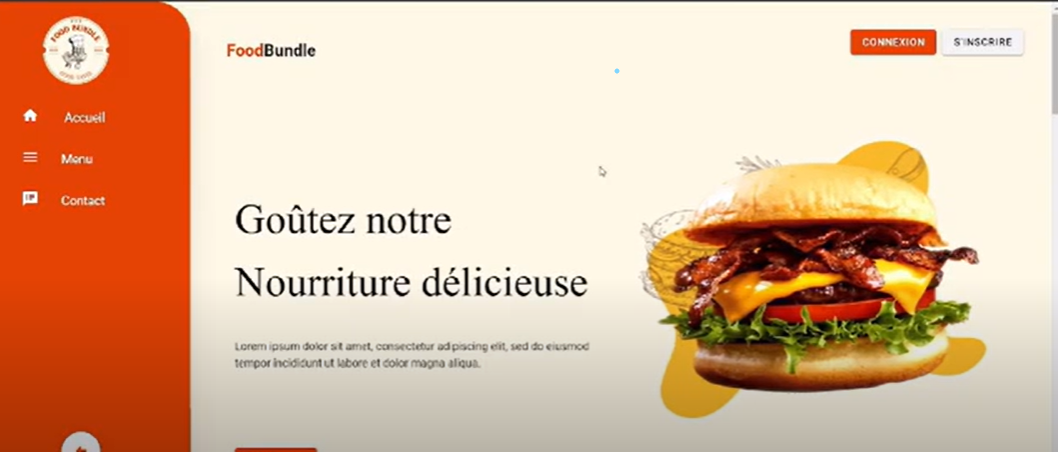 FOOD BUNDLE
FoodBundle
CONNEXION
S'INSCRIRE
Accueil
Menu
Contact
Goûtez notre
Nourriture délicieuse
Lorem ipsum dolor sit amet, consectetur adipiscing elit, sed do eiusmod
tempor incididunt ut labore et dolor magna aliqua.